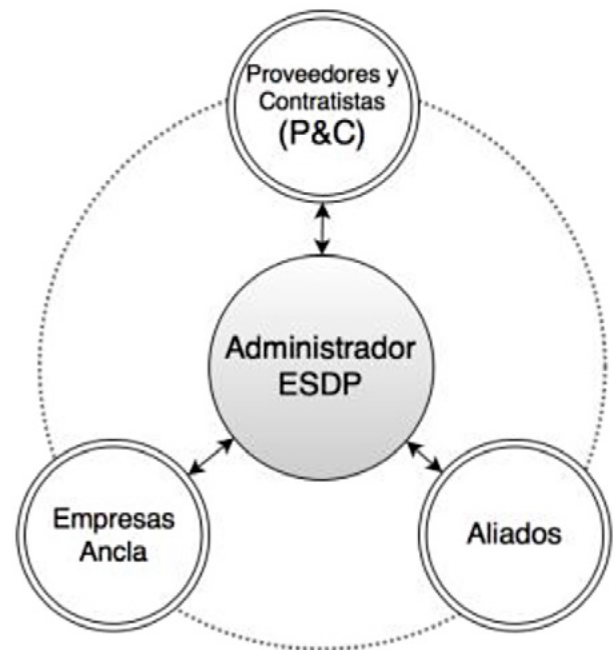 Proveedores y
Contratistas
(P&C)
Administrador
ESDP
Empresas
Ancla
Aliados